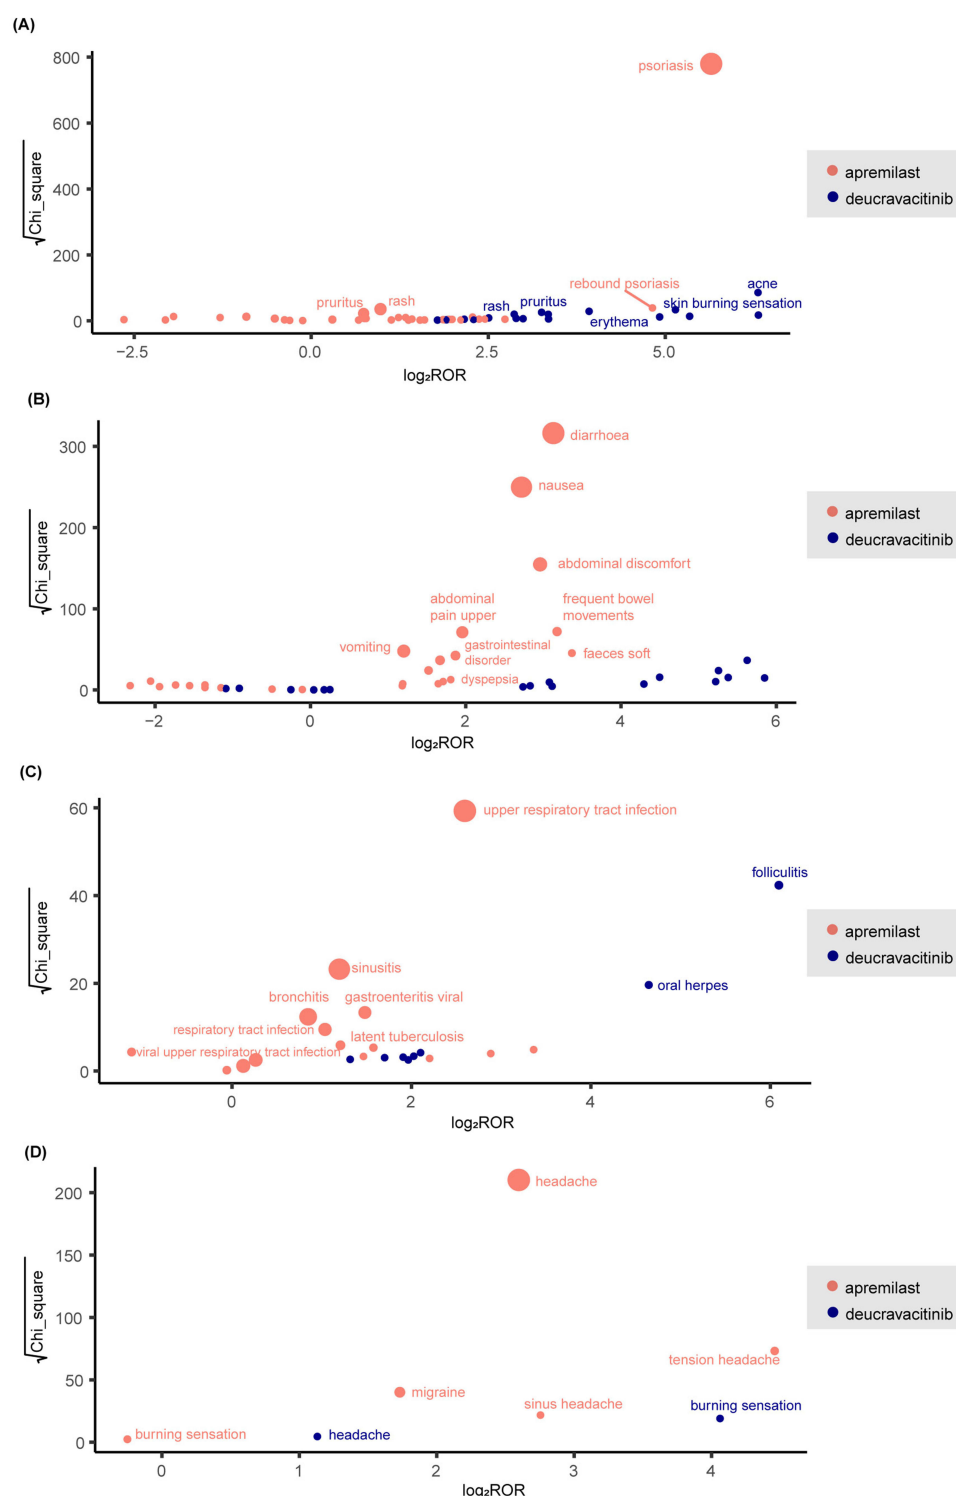 (A)
800
600
400
200
0
√Chi_square
psoriasis
rebound psoriasis
acne
pruritus
rash
rash
pruritus
skin burning sensation
erythema
−2.5
0.0
2.5
5.0
log₂ROR
apremilast
deucravacitinib
(B)
300
200
100
0
√Chi_square
diarrhoea
nausea
abdominal discomfort
abdominal
pain upper
frequent bowel
movements
vomiting
gastrointestinal
disorder
faeces soft
dyspepsia
−2
0
2
4
6
log₂ROR
apremilast
deucravacitinib
(C)
60
40
20
0
√Chi_square
upper respiratory tract infection
folliculitis
sinusitis
oral herpes
bronchitis
gastroenteritis viral
respiratory tract infection
latent tuberculosis
viral upper respiratory tract infection
0
2
4
6
log₂ROR
apremilast
deucravacitinib
(D)
200
150
100
50
0
√Chi_square
headache
tension headache
migraine
sinus headache
burning sensation
burning sensation
headache
0
1
2
3
4
log₂ROR
apremilast
deucravacitinib